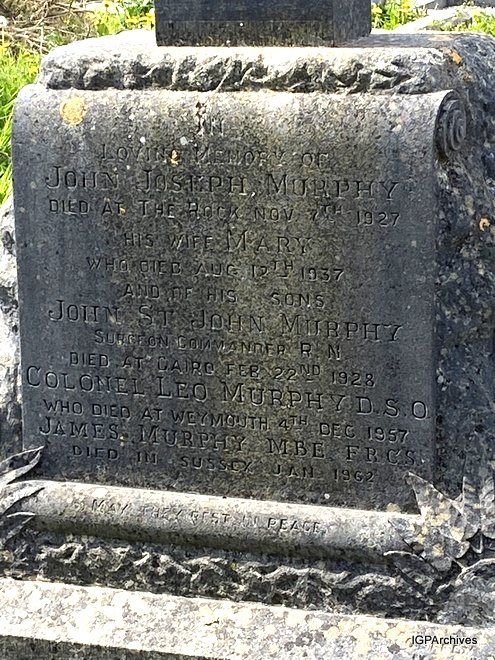 IN
LOVING MEMORY OF
JOHN JOSEPH MURPHY
DIED AT THE ROCK NOV 7TH 1927
HIS WIFE MARY
WHO DIED AUG 12TH 1937
AND OF HIS SONS
JOHN ST JOHN MURPHY
SURGEON COMMANDER R. N
DIED AT CAIRO FEB 22ND 1928
COLONEL LEO MURPHY D.S.O
WHO DIED AT WEYMOUTH 4TH DEC 1957
JAMES MURPHY MBE FRCS.
DIED IN SUSSEX JAN 1962
MAY THEY REST IN PEACE
IGPArchives